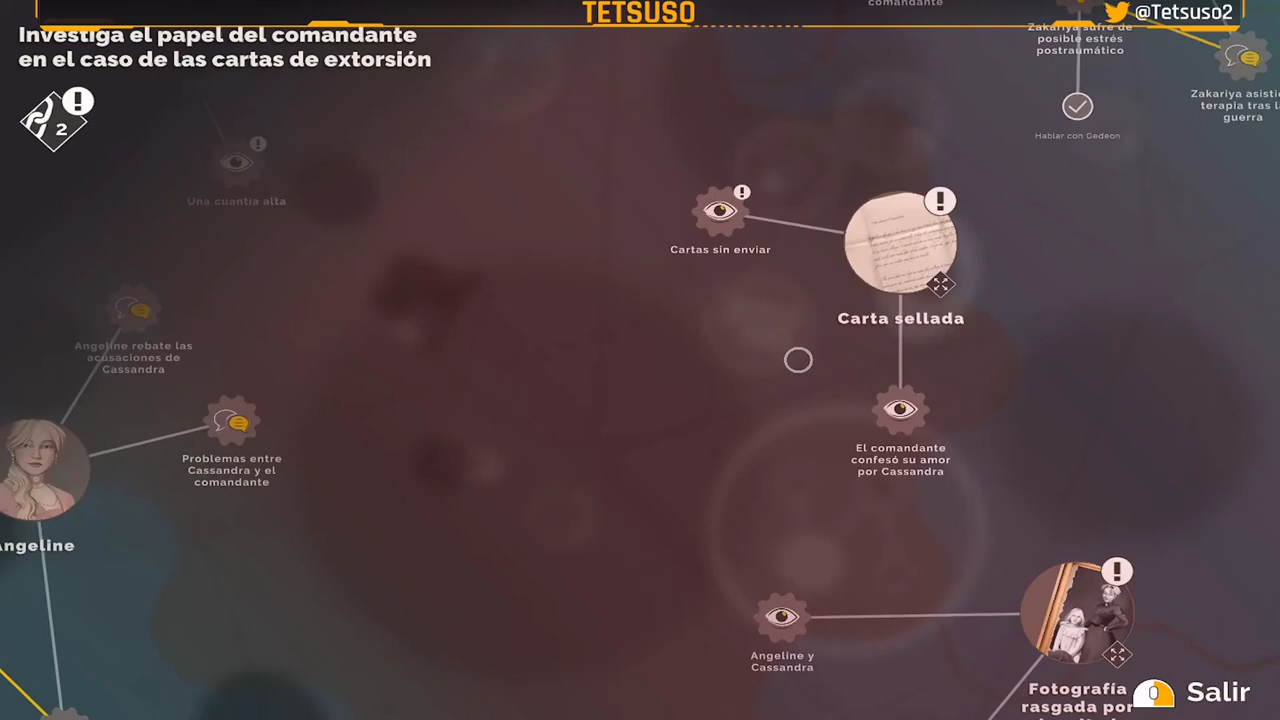 TETSUSO
@Tetsuso2
comandante
Investiga el papel del comandante
en el caso de las cartas de extorsión
2
Zakariya sufre de
posible estrés
postraumático
Zakariya asistió
terapia tras la
guerra
Hablar con Gedeon
Una cuantía alta
Cartas sin enviar
Carta sellada
Angeline rebate las
acusaciones de
Cassandra
Problemas entre
Cassandra y el
comandante
El comandante
confesó su amor
por Cassandra
Angeline
Angeline y
Cassandra
Fotografía
rasgada por
Salir